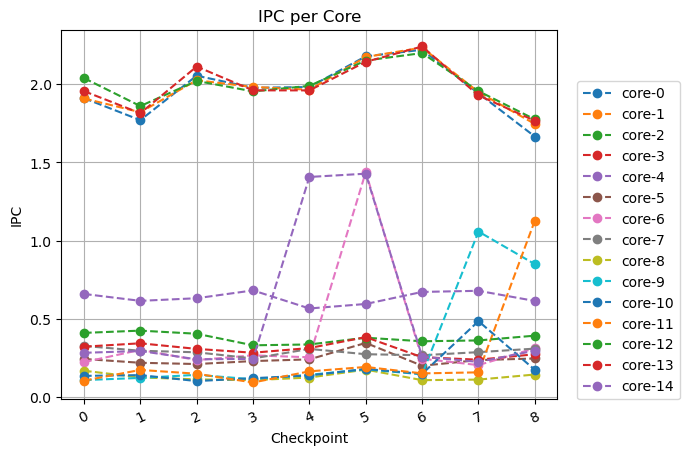 IPC per Core
IPC
2.0
1.5
1.0
0.5
0.0
0 1 2 3 4 5 6 7 8
Checkpoint
core-0
core-1
core-2
core-3
core-4
core-5
core-6
core-7
core-8
core-9
core-10
core-11
core-12
core-13
core-14